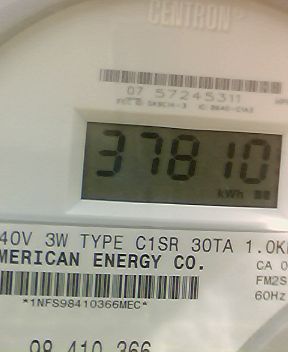 CENTRON
07 57245311
37810
kWh
40V 3W TYPE C1SR 30TA 1.0K
MERICAN ENERGY CO.
CA 0
FM2S
60Hz
*1NFS98410366MEC*
98 410 366